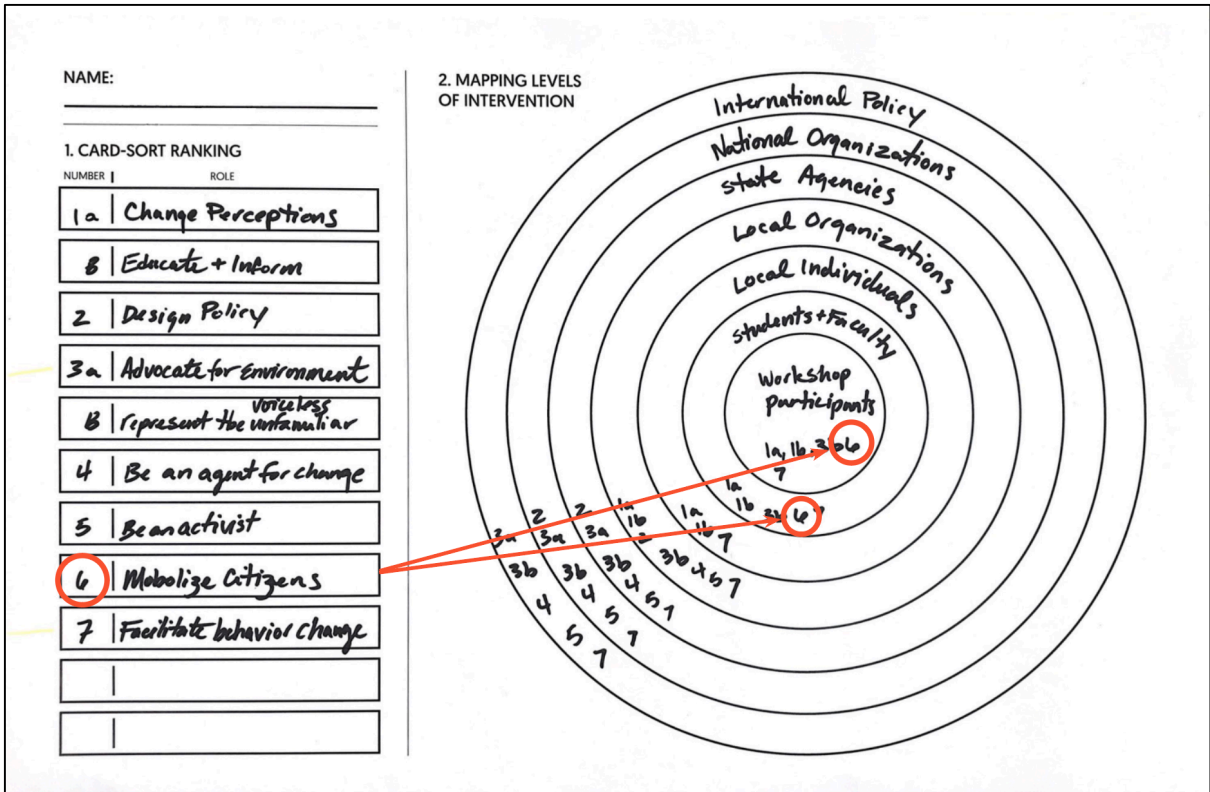 NAME:
1. CARD-SORT RANKING
NUMBER | ROLE
1a | Change Perceptions
B | Educate + Inform
2 | Design Policy
3a | Advocate for Environment
voiceless
B | represent the unfamiliar
4 | Be an agent for change
5 | Be an activist
6 | Mobolize Citizens
7 | Facilitate behavior change
2. MAPPING LEVELS
OF INTERVENTION
International Policy
National Organizations
State Agencies
Local Organizations
Local Individuals
Students + Faculty
Workshop
participants
1a, 1b, 3b 6
7
1a
1b
3b 6 7
1a
1b 7
1a
1b
2
3b 4 5 7
2
3a
3b
4
5 7
2
3a
3b
4
5
7
3a
3b
4
5
7